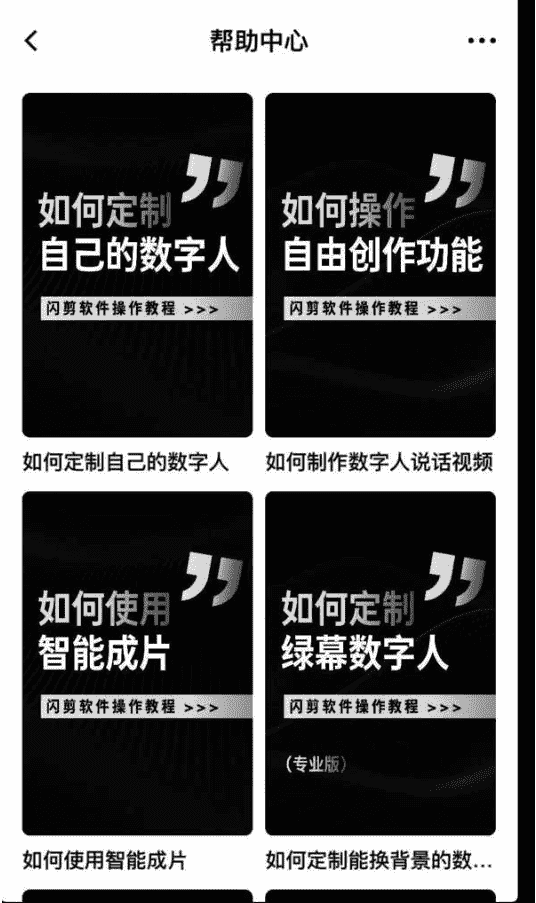 帮助中心
如何定制
自己的数字人
闪剪软件操作教程 >>>
如何定制自己的数字人
如何操作
自由创作功能
闪剪软件操作教程 >>>
如何制作数字人说话视频
如何使用
智能成片
闪剪软件操作教程 >>>
如何使用智能成片
如何定制
绿幕数字人
闪剪软件操作教程 >>>
（专业版）
如何定制能换背景的数...